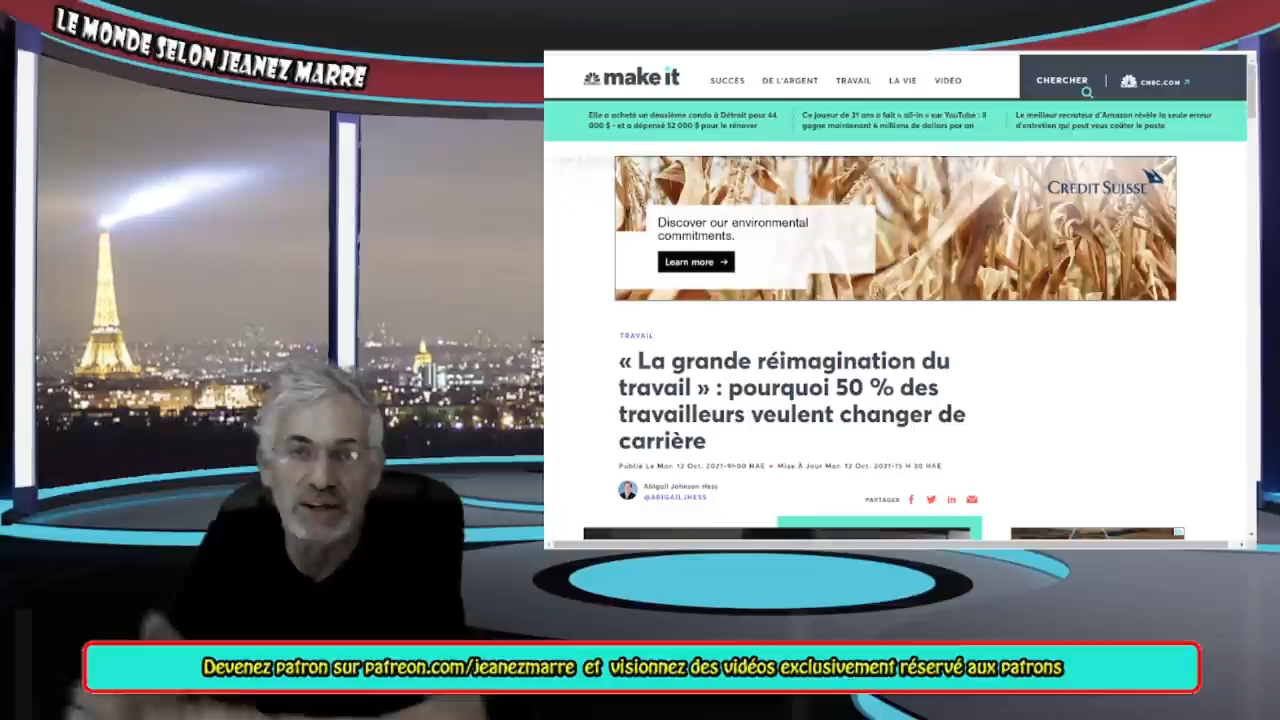 LE MONDE SELON JEANEZ MARRE
make it
SUCCÈS DE L'ARGENT TRAVAIL LA VIE VIDÉO
CHERCHER
CNBC.COM
Elle a acheté un deuxième condo à Détroit pour 44
000 $ - et a dépensé 52 000 $ pour le rénover
Ce joueur de 31 ans a fait « all-in » sur YouTube : Il
gagne maintenant 6 millions de dollars par an
Le meilleur recruteur d'Amazon révèle la seule erreur
d'entretien qui peut vous coûter le poste
CREDIT SUISSE
Discover our environmental
commitments.
Learn more →
TRAVAIL
« La grande réimagination du
travail » : pourquoi 50 % des
travailleurs veulent changer de
carrière
Publié Le Mar. 12 Oct. 2021•9h00 HAE • Mise À Jour Mar. 12 Oct. 2021•15 H 30 HAE
Abigail Johnson Hess
@ABIGAILJHESS
PARTAGER
Devenez patron sur patreon.com/jeanezmarre et visionnez des vidéos exclusivement réservé aux patrons